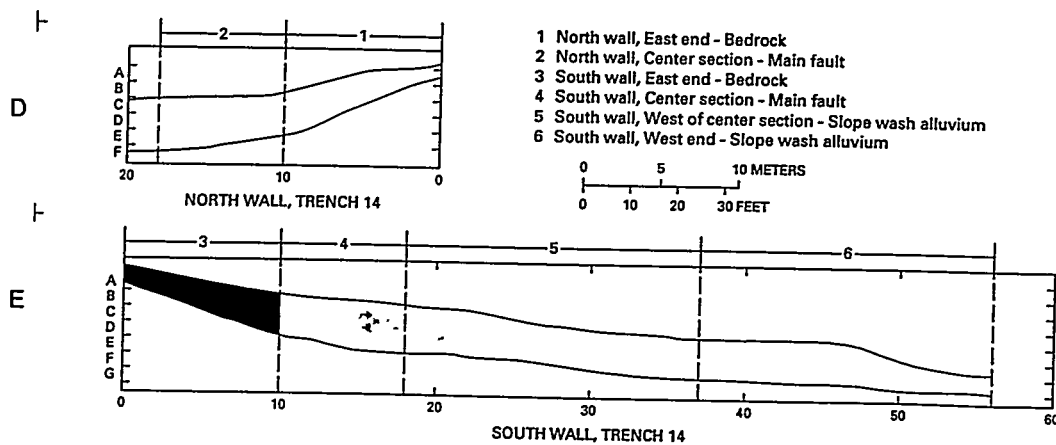 D
2
1
A
B
C
D
E
F
20
10
0
NORTH WALL, TRENCH 14
1 North wall, East end - Bedrock
2 North wall, Center section - Main fault
3 South wall, East end - Bedrock
4 South wall, Center section - Main fault
5 South wall, West of center section - Slope wash alluvium
6 South wall, West end - Slope wash alluvium
0 5 10 METERS
0 10 20 30 FEET
E
3
4
5
6
A
B
C
D
E
F
G
0
10
20
30
40
50
60
SOUTH WALL, TRENCH 14